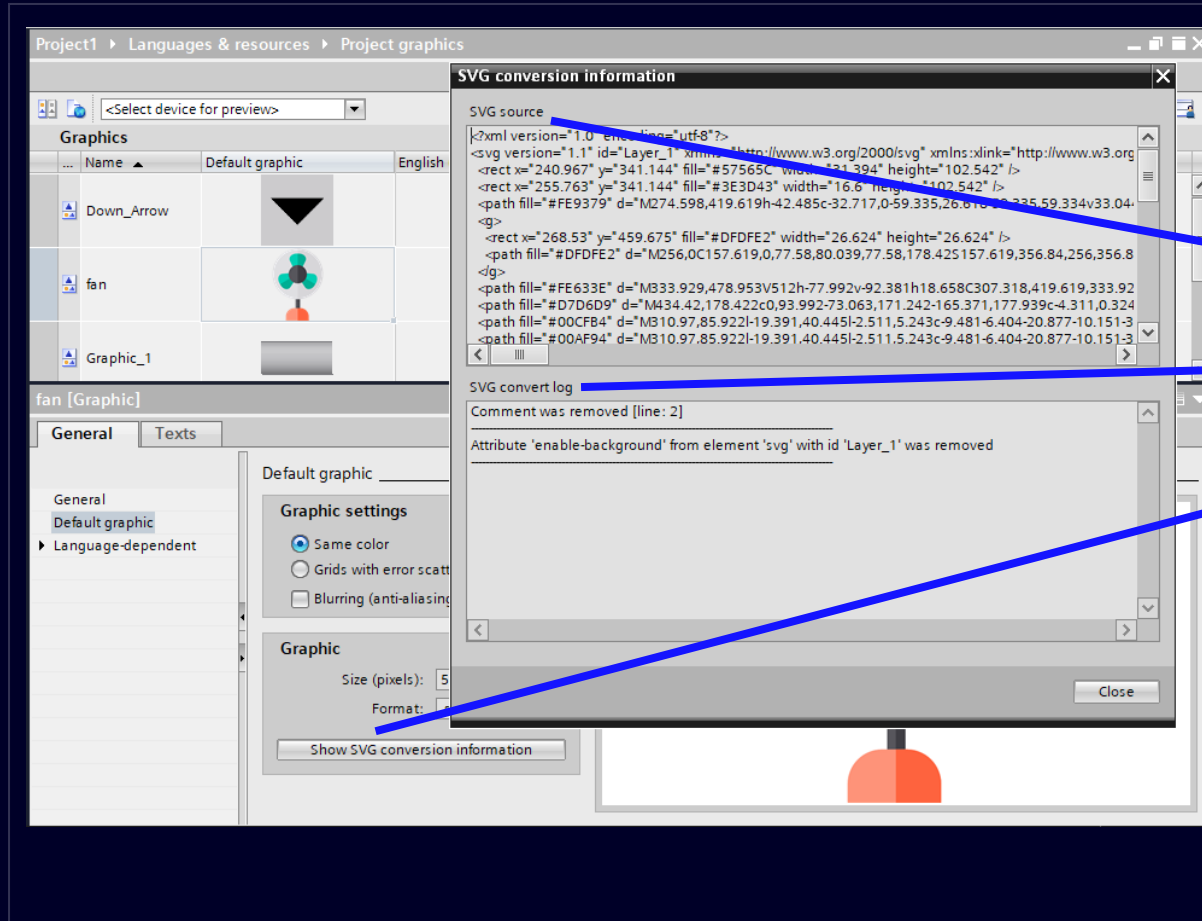 Project1 ▸ Languages & resources ▸ Project graphics
SVG conversion information
<Select device for preview>
SVG source
Graphics
... Name Default graphic English
<?xml version="1.0" encoding="utf-8"?>
<svg version="1.1" id="Layer_1" xmlns="http://www.w3.org/2000/svg" xmlns:xlink="http://www.w3.org
<rect x="240.967" y="341.144" fill="#57565C" width="31.394" height="102.542" />
<rect x="255.763" y="341.144" fill="#3E3D43" width="16.6" height="102.542" />
<path fill="#FE9379" d="M274.598,419.619h-42.485c-32.717,0-59.335,26.618-59.335,59.334v33.04
<g>
<rect x="268.53" y="459.675" fill="#DFDFE2" width="26.624" height="26.624" />
<path fill="#DFDFE2" d="M256,0C157.619,0,77.58,80.039,77.58,178.42S157.619,356.84,256,356.8
</g>
<path fill="#FE633E" d="M333.929,478.953V512h-77.992v-92.381h18.658C307.318,419.619,333.92
<path fill="#D7D6D9" d="M434.42,178.422c0,93.992-73.063,171.242-165.371,177.939c-4.311,0.324
<path fill="#00CFB4" d="M310.97,85.922l-19.391,40.445l-2.511,5.243c-9.481-6.404-20.877-10.151-3
<path fill="#00AF94" d="M310.97,85.922l-19.391,40.445l-2.511,5.243c-9.481-6.404-20.877-10.151-3
Down_Arrow
fan
Graphic_1
SVG convert log
Comment was removed [line: 2]
Attribute 'enable-background' from element 'svg' with id 'Layer_1' was removed
Close
fan [Graphic]
General Texts
General
Default graphic
Language-dependent
Default graphic
Graphic settings
Same color
Grids with error scatt
Blurring (anti-aliasing
Graphic
Size (pixels): 5
Format:
Show SVG conversion information